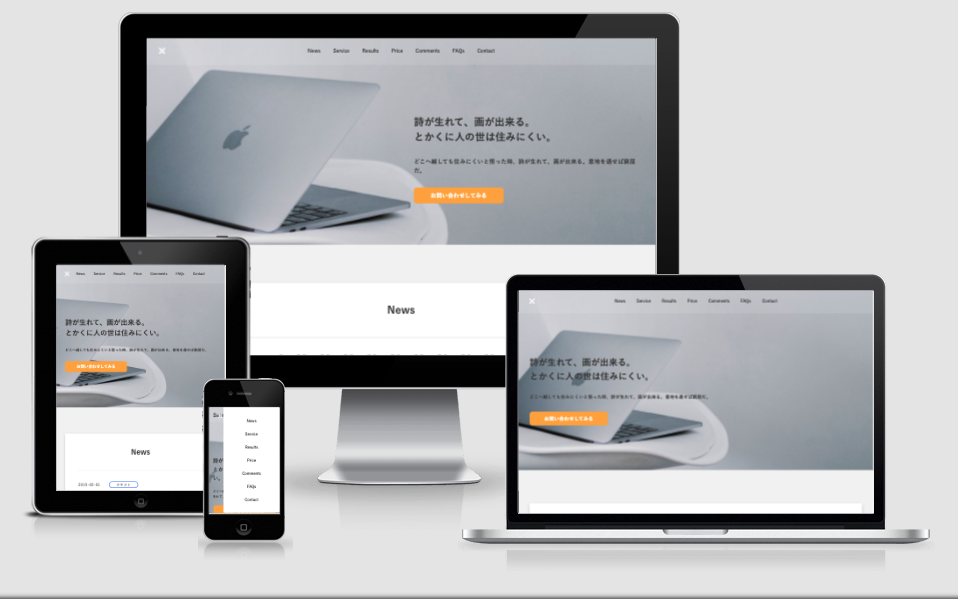 News Service Results Price Comments FAQs Contact
詩が生れて、画が出来る。
とかくに人の世は住みにくい。
どこへ越しても住みにくいと悟った時、詩が生れて、画が出来る。意地を通せば窮屈
だ。
お問い合わせしてみる
News
News Service Results Price Comments FAQs Contact
詩が生れて、画が出来る。
とかくに人の世は住みにくい。
どこへ越しても住みにくいと悟った時、詩が生れて、画が出来る。意地を通せば窮屈だ。
お問い合わせしてみる
News
テキスト
News
Service
Results
Price
Comments
FAQs
Contact
News Service Results Price Comments FAQs Contact
詩が生れて、画が出来る。
とかくに人の世は住みにくい。
どこへ越しても住みにくいと悟った時、詩が生れて、画が出来る。意地を通せば窮屈だ。
お問い合わせしてみる